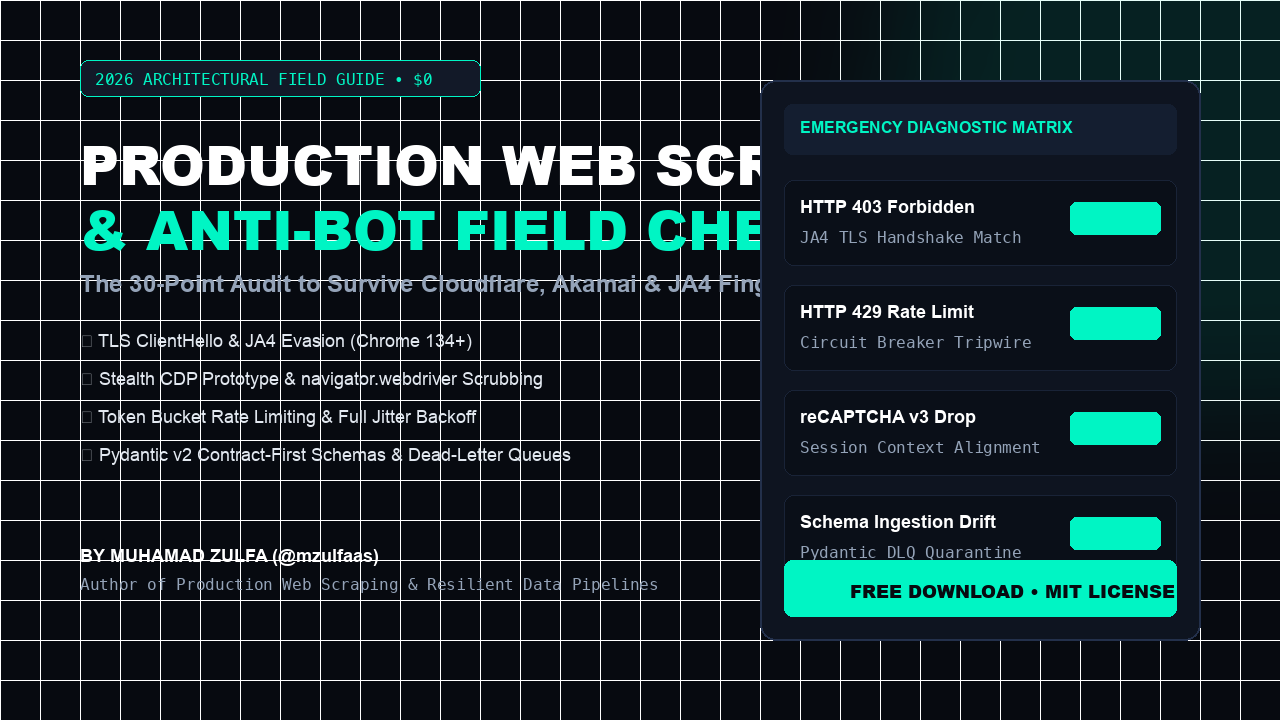 2026 ARCHITECTURAL FIELD GUIDE • $0
PRODUCTION WEB SCR
& ANTI-BOT FIELD CHE
The 30-Point Audit to Survive Cloudflare, Akamai & JA4 Fing
TLS ClientHello & JA4 Evasion (Chrome 134+)
Stealth CDP Prototype & navigator.webdriver Scrubbing
Token Bucket Rate Limiting & Full Jitter Backoff
Pydantic v2 Contract-First Schemas & Dead-Letter Queues
BY MUHAMAD ZULFA (@mzulfaas)
Author of Production Web Scraping & Resilient Data Pipelines
EMERGENCY DIAGNOSTIC MATRIX
HTTP 403 Forbidden
JA4 TLS Handshake Match
HTTP 429 Rate Limit
Circuit Breaker Tripwire
reCAPTCHA v3 Drop
Session Context Alignment
Schema Ingestion Drift
Pydantic DLQ Quarantine
FREE DOWNLOAD • MIT LICENSE